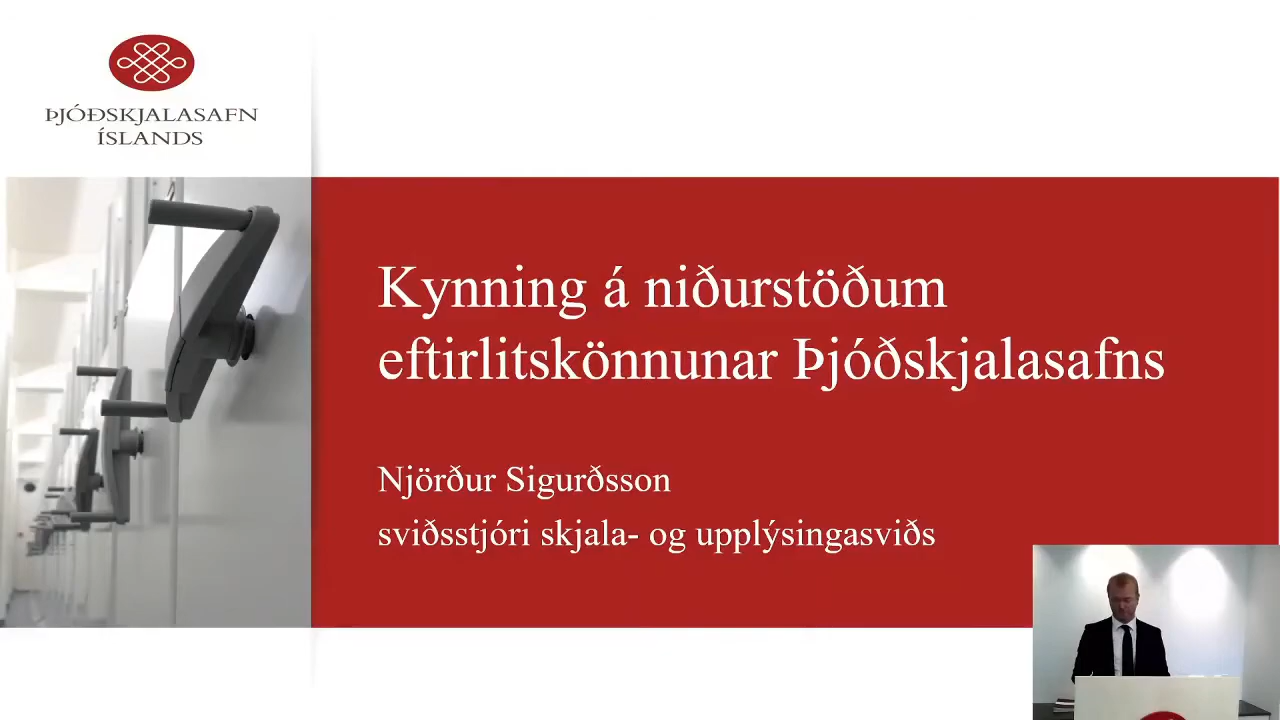 ÞJÓÐSKJALASAFN
ÍSLANDS
Kynning á niðurstöðum
eftirlitskönnunar Þjóðskjalasafns
Njörður Sigurðsson
sviðsstjóri skjala- og upplýsingasviðs